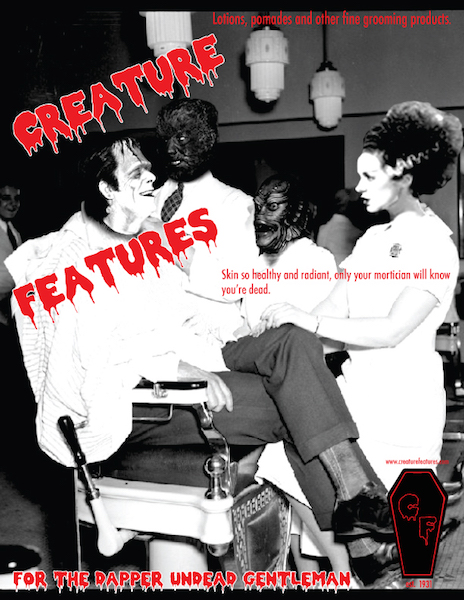 Lotions, pomades and other fine grooming products.
CREATURE
FEATURES
Skin so healthy and radiant, only your mortician will know
you're dead.
www.creaturefeatures.com
CF
Est. 1931
FOR THE DAPPER UNDEAD GENTLEMAN